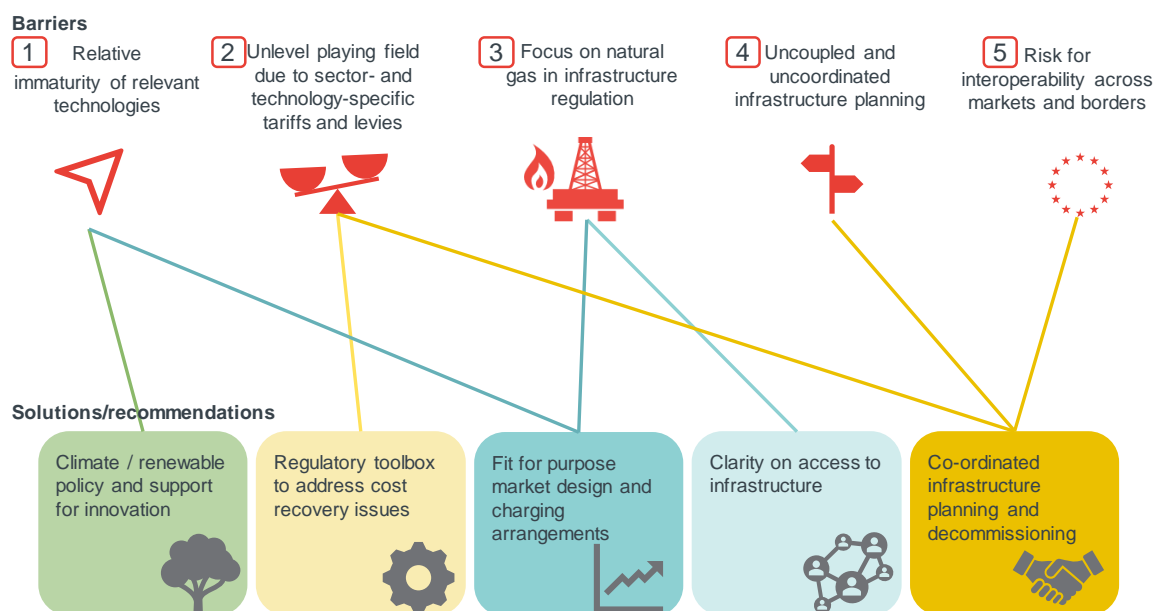 Barriers
1 Relative
immaturity of relevant
technologies
2 Unlevel playing field
due to sector- and
technology-specific
tariffs and levies
3 Focus on natural
gas in infrastructure
regulation
4 Uncoupled and
uncoordinated
infrastructure planning
5 Risk for
interoperability across
markets and borders
Solutions/recommendations
Climate / renewable
policy and support
for innovation
Regulatory toolbox
to address cost
recovery issues
Fit for purpose
market design and
charging
arrangements
Clarity on access to
infrastructure
Co-ordinated
infrastructure
planning and
decommissioning